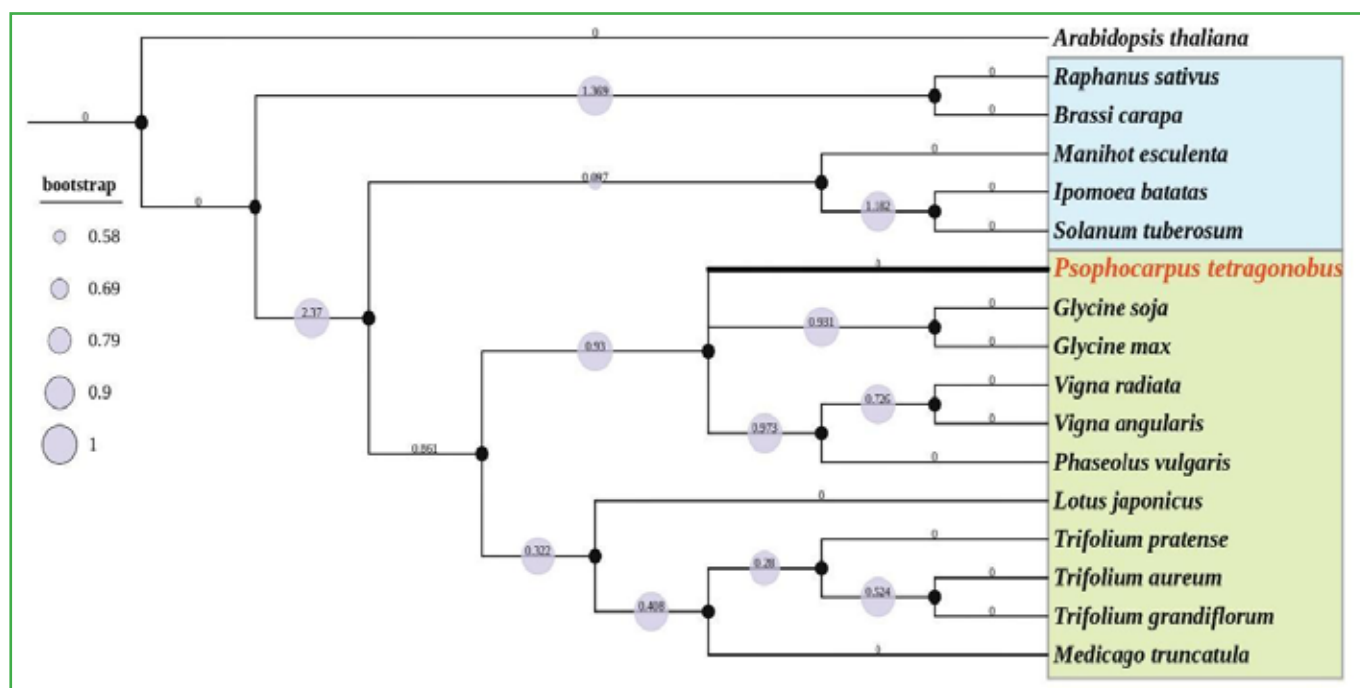 0
Arabidopsis thaliana
0
Raphanus sativus
1.369
0
Brassi carapa
0
0
Manihot esculenta
bootstrap
0.097
0
Ipomoea batatas
0
1.182
0
Solanum tuberosum
0.58
0
Psophocarpus tetragonobus
0.69
0
Glycine soja
2.37
0.931
0.79
0
Glycine max
0.93
0
Vigna radiata
0.9
0.726
0
Vigna angularis
1
0.973
0.861
0
Phaseolus vulgaris
0
Lotus japonicus
0
Trifolium pratense
0.322
0.28
0
Trifolium aureum
0.524
0.408
0
Trifolium grandiflorum
0
Medicago truncatula